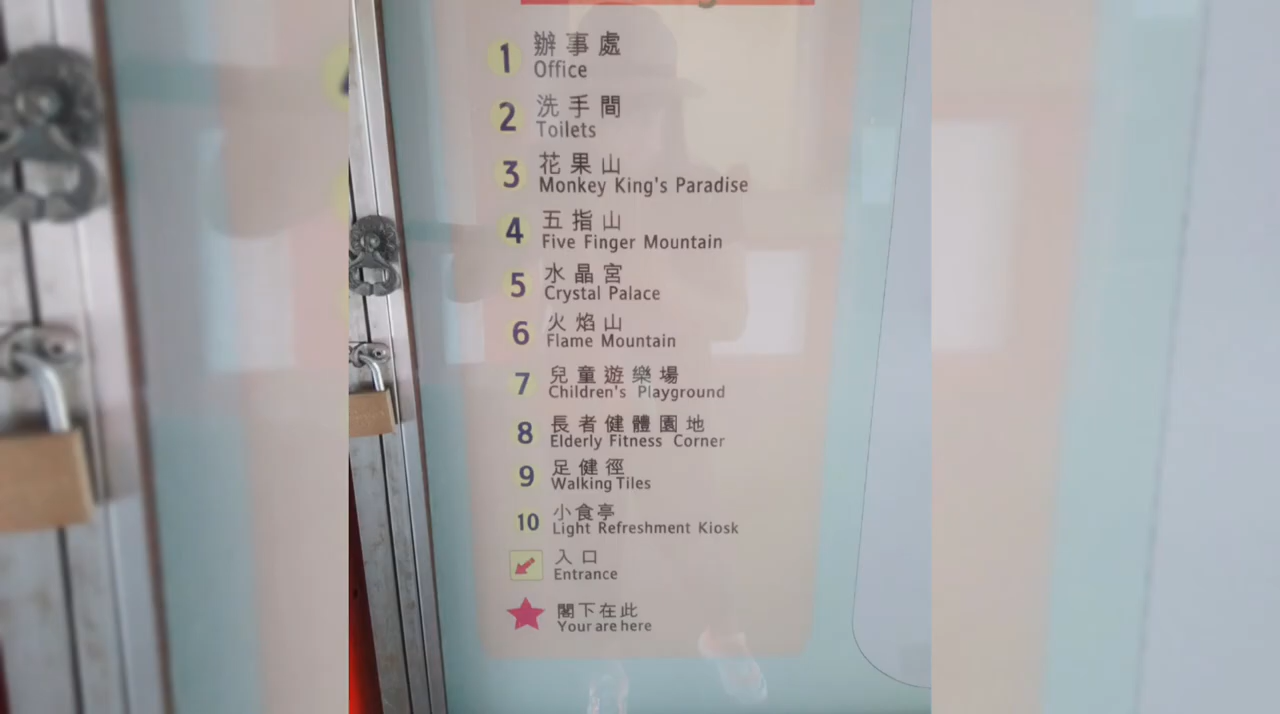 1 辦事處
Office
2 洗手間
Toilets
3 花果山
Monkey King's Paradise
4 五指山
Five Finger Mountain
5 水晶宮
Crystal Palace
6 火焰山
Flame Mountain
7 兒童遊樂場
Children's Playground
8 長者健體園地
Elderly Fitness Corner
9 足健徑
Walking Tiles
10 小食亭
Light Refreshment Kiosk
入口
Entrance
閣下在此
Your are here